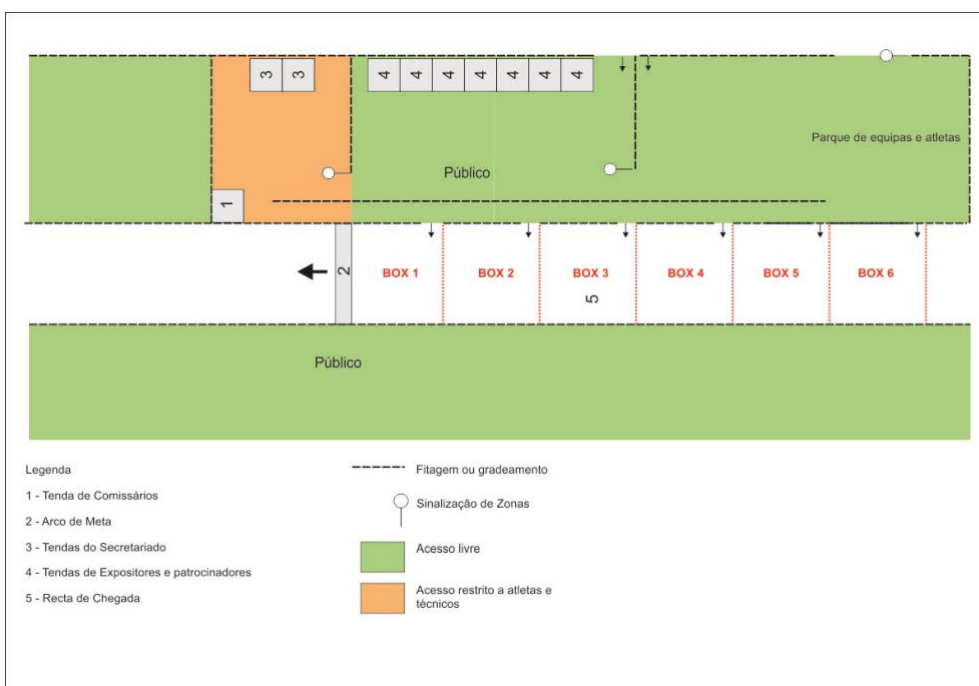 3 3
4 4 4 4 4 4 4
Parque de equipas e atletas
Público
1
2
BOX 1 BOX 2 BOX 3 BOX 4 BOX 5 BOX 6
5
Público
Legenda
1 - Tenda de Comissários
2 - Arco de Meta
3 - Tendas do Secretariado
4 - Tendas de Expositores e patrocinadores
5 - Recta de Chegada
Fitagem ou gradeamento
Sinalização de Zonas
Acesso livre
Acesso restrito a atletas e
técnicos